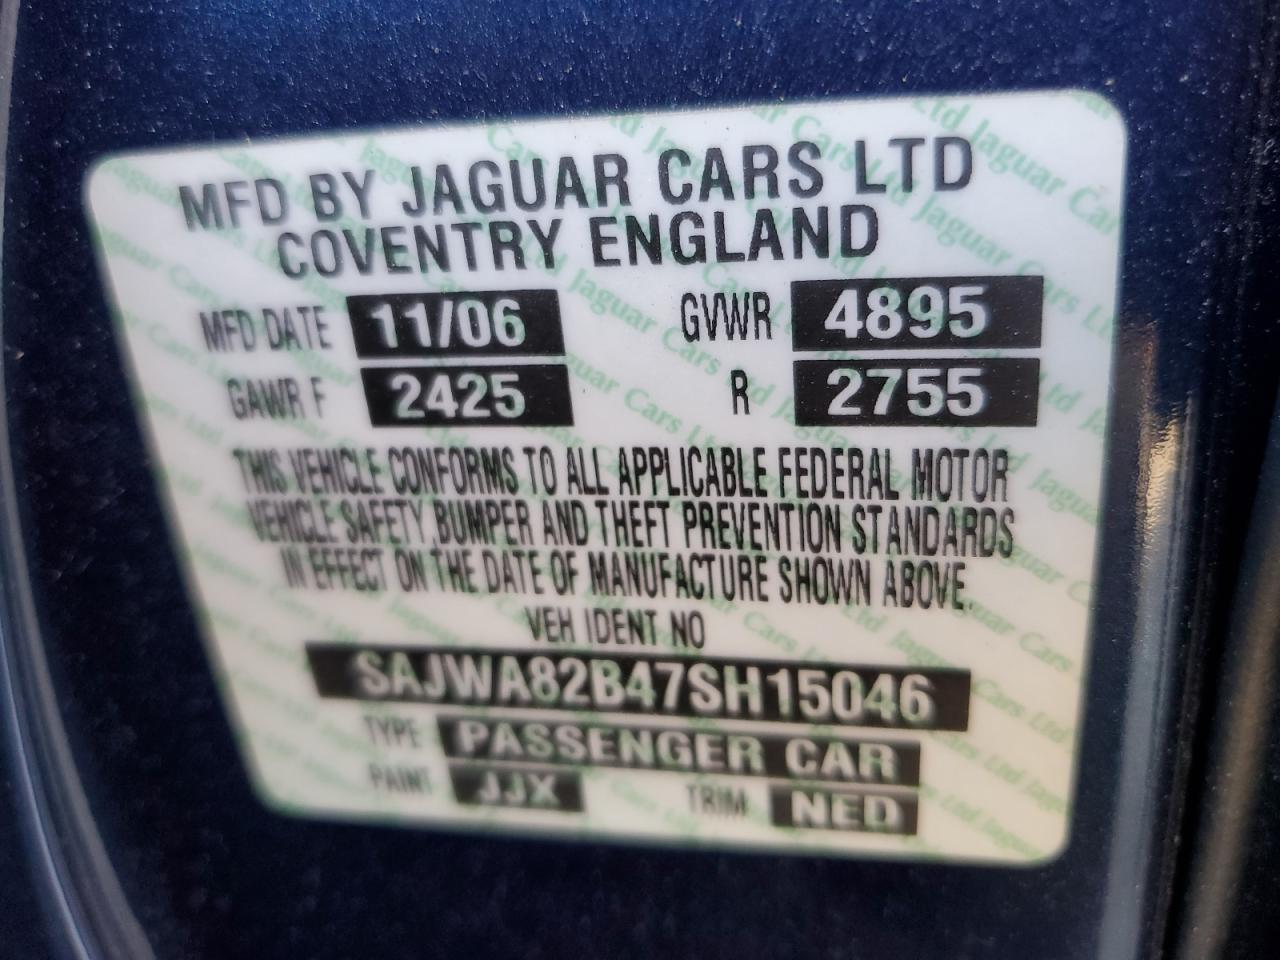 MFD BY JAGUAR CARS LTD
COVENTRY ENGLAND
MFD DATE 11/06 GVWR 4895
GAWR F 2425 R 2755
THIS VEHICLE CONFORMS TO ALL APPLICABLE FEDERAL MOTOR
VEHICLE SAFETY, BUMPER AND THEFT PREVENTION STANDARDS
IN EFFECT ON THE DATE OF MANUFACTURE SHOWN ABOVE.
VEH IDENT NO
SAJWA82B47SH15046
TYPE PASSENGER CAR
PAINT JJX TRIM NED